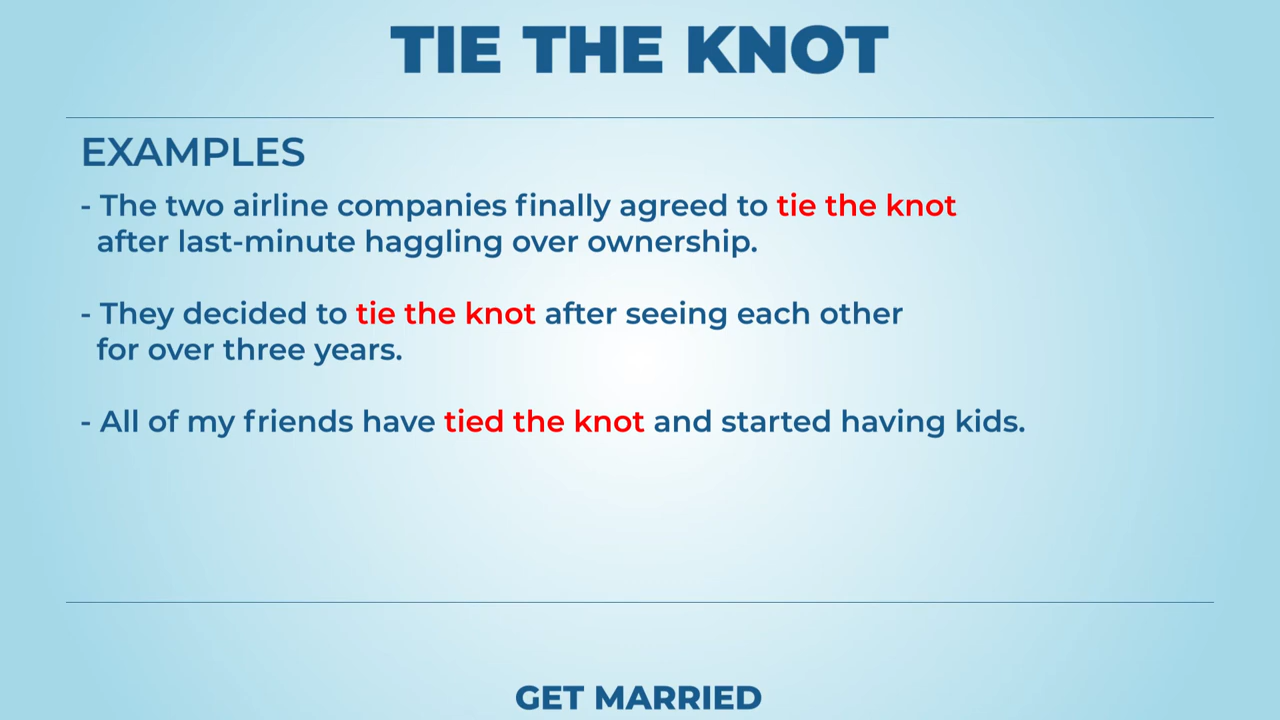 TIE THE KNOT
EXAMPLES
- The two airline companies finally agreed to tie the knot
after last-minute haggling over ownership.
- They decided to tie the knot after seeing each other
for over three years.
- All of my friends have tied the knot and started having kids.
GET MARRIED